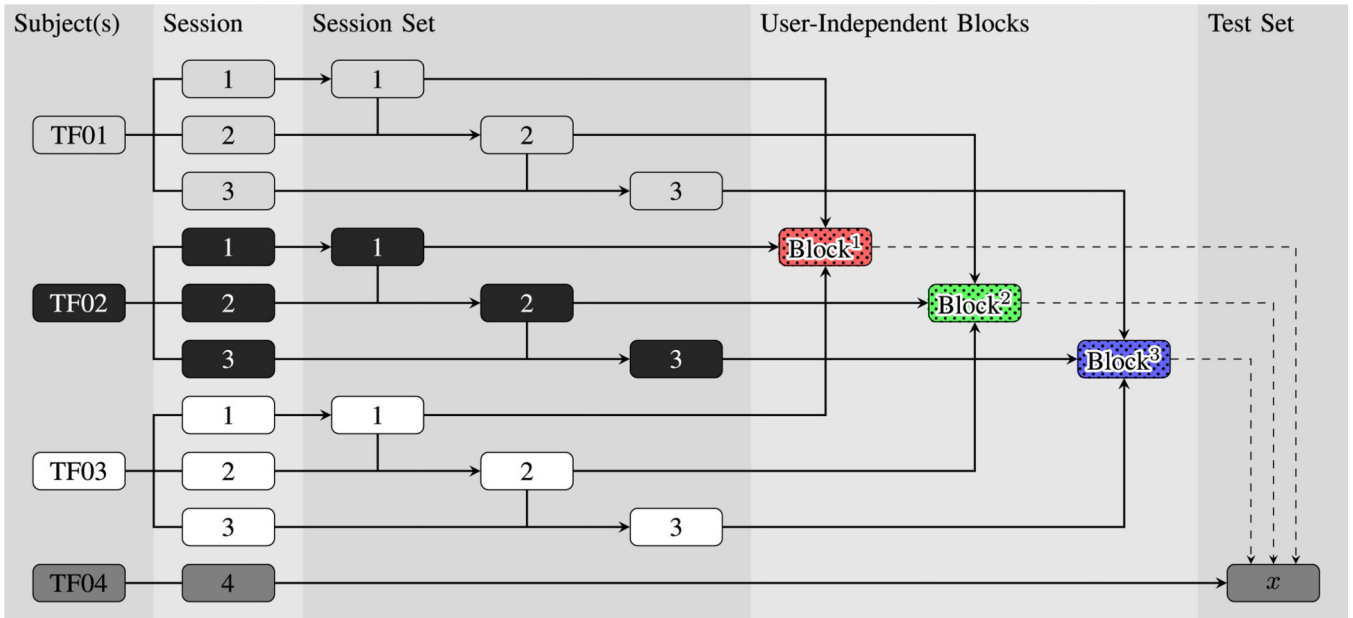 Subject(s) Session Session Set User-Independent Blocks Test Set
1 1
TF01 2 2
3 3
1 1 Block¹
TF02 2 2 Block²
3 3 Block³
1 1
TF03 2 2
3 3
TF04 4 x